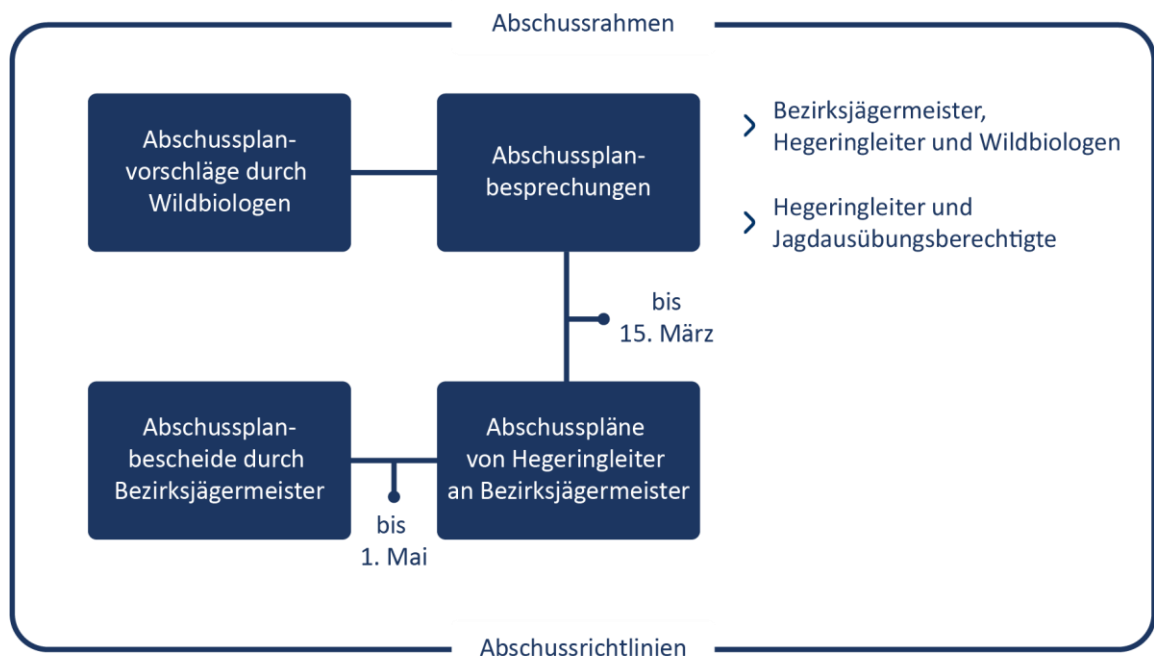 Abschussrahmen
Abschussplan-
vorschläge durch
Wildbiologen
Abschussplan-
besprechungen
Bezirksjägermeister,
Hegeringleiter und Wildbiologen
Hegeringleiter und
Jagdausübungsberechtigte
bis
15. März
Abschussplan-
bescheide durch
Bezirksjägermeister
Abschusspläne
von Hegeringleiter
an Bezirksjägermeister
bis
1. Mai
Abschussrichtlinien